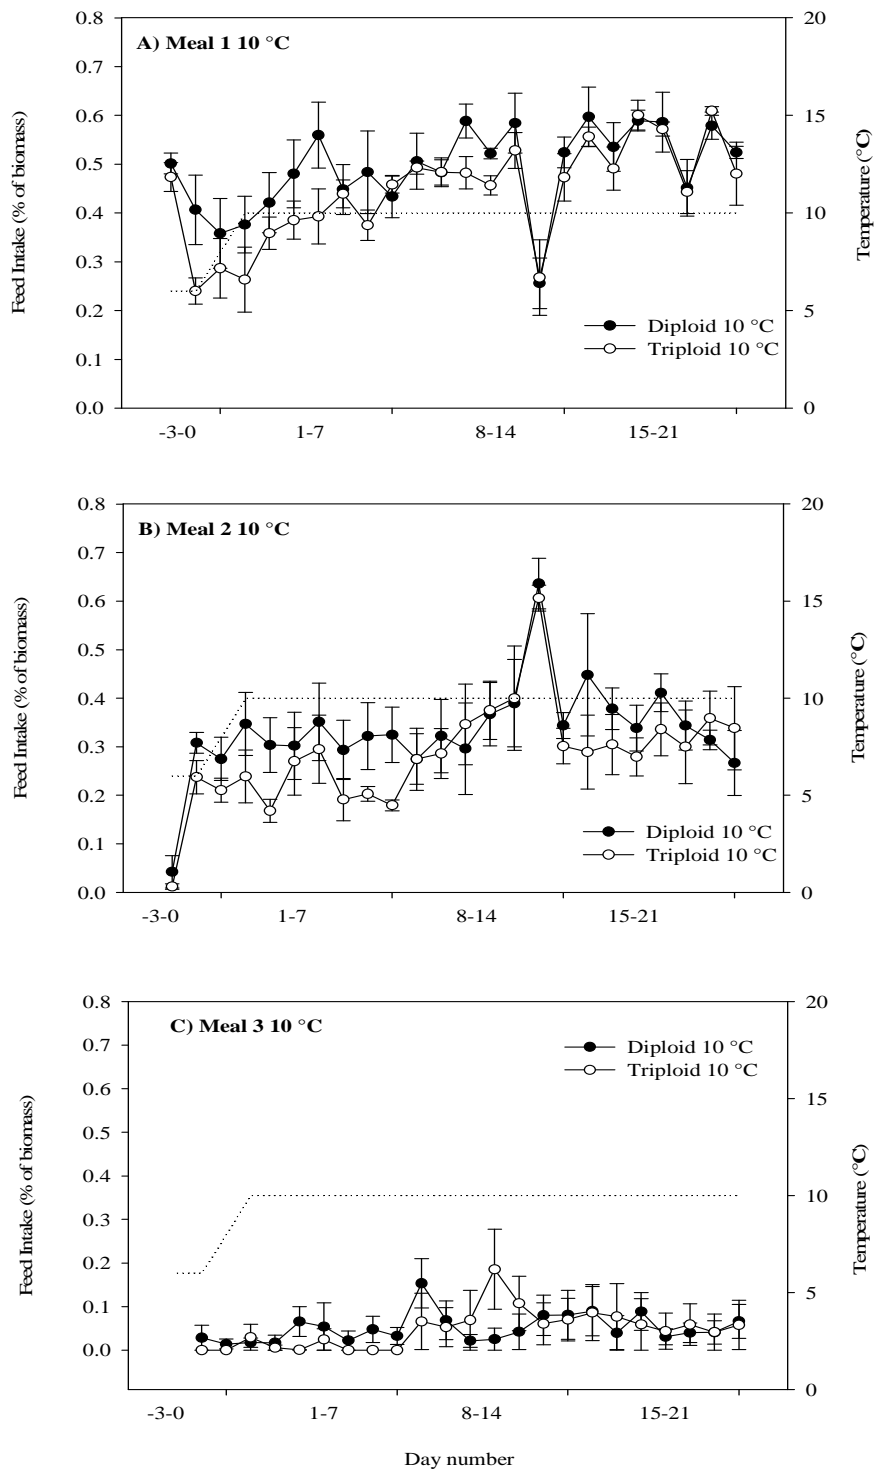 A) Meal 1 10 °C
Feed Intake (% of biomass)
0.8
0.7
0.6
0.5
0.4
0.3
0.2
0.1
0.0
20
15
10
5
0
Temperature (°C)
Diploid 10 °C
Triploid 10 °C
-3-0 1-7 8-14 15-21
B) Meal 2 10 °C
Feed Intake (% of biomass)
0.8
0.7
0.6
0.5
0.4
0.3
0.2
0.1
0.0
20
15
10
5
0
Temperature (°C)
Diploid 10 °C
Triploid 10 °C
-3-0 1-7 8-14 15-21
C) Meal 3 10 °C
Feed Intake (% of biomass)
0.8
0.7
0.6
0.5
0.4
0.3
0.2
0.1
0.0
20
15
10
5
0
Temperature (°C)
Diploid 10 °C
Triploid 10 °C
-3-0 1-7 8-14 15-21
Day number